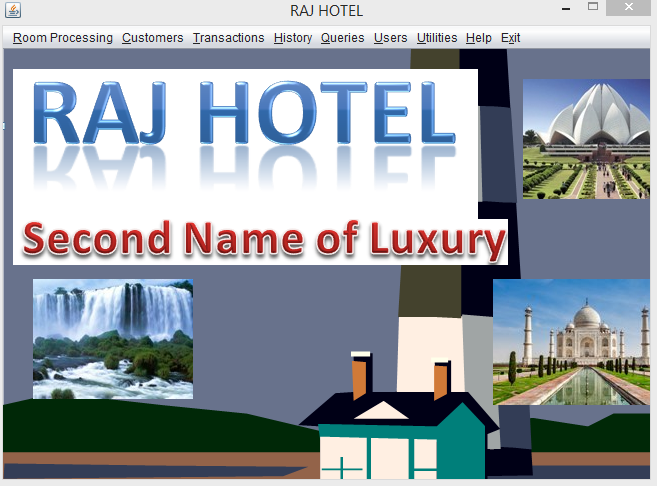 RAJ HOTEL
Room Processing Customers Transactions History Queries Users Utilities Help Exit
RAJ HOTEL
Second Name of Luxury